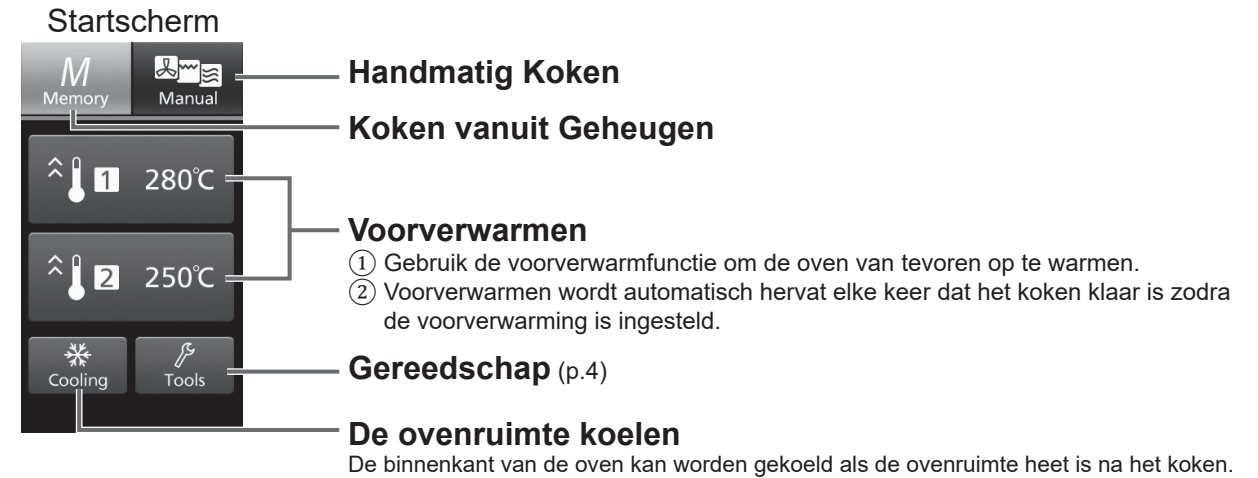 Startscherm
M
Memory
Manual
Handmatig Koken
Koken vanuit Geheugen
1 280℃
2 250℃
Voorverwarmen
① Gebruik de voorverwarmfunctie om de oven van tevoren op te warmen.
② Voorverwarmen wordt automatisch hervat elke keer dat het koken klaar is zodra
de voorverwarming is ingesteld.
Cooling
Tools
Gereedschap (p.4)
De ovenruimte koelen
De binnenkant van de oven kan worden gekoeld als de ovenruimte heet is na het koken.